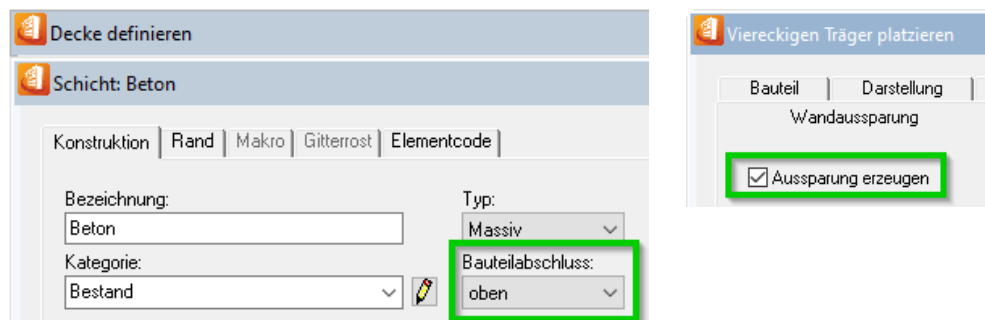 Decke definieren
Schicht: Beton
Konstruktion Rand Makro Gitterrost Elementcode
Bezeichnung: Typ:
Beton Massiv
Kategorie: Bauteilabschluss:
Bestand oben
Viereckigen Träger platzieren
Bauteil Darstellung
Wandaussparung
Aussparung erzeugen